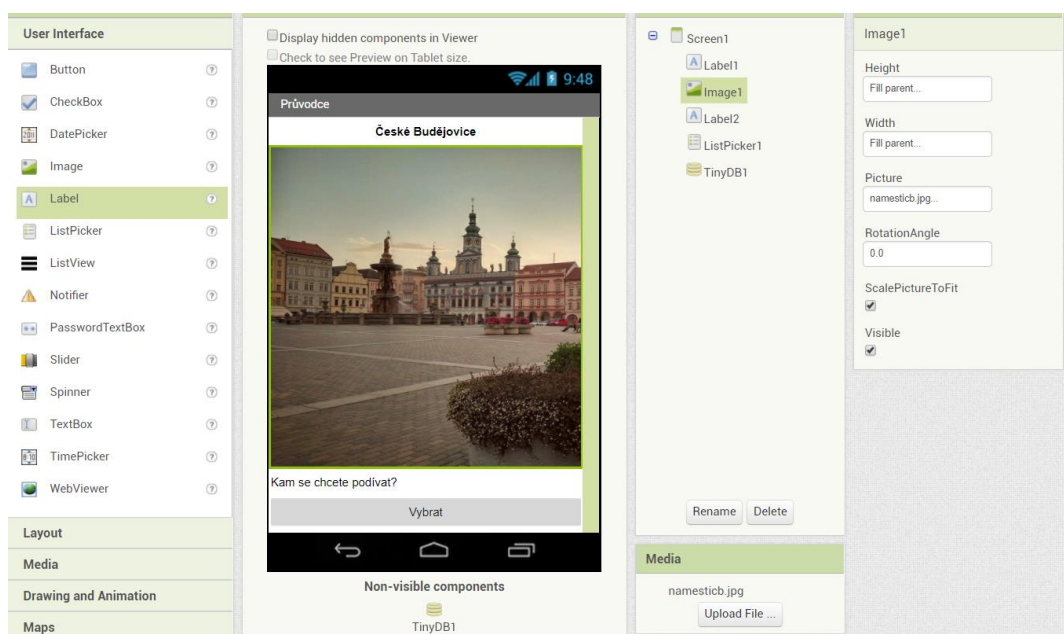 User Interface
Button
CheckBox
DatePicker
Image
Label
ListPicker
ListView
Notifier
PasswordTextBox
Slider
Spinner
TextBox
TimePicker
WebViewer
Layout
Media
Drawing and Animation
Maps
Display hidden components in Viewer
Check to see Preview on Tablet size.
9:48
Průvodce
České Budějovice
Kam se chcete podívat?
Vybrat
Non-visible components
TinyDB1
Screen1
Label1
Image1
Label2
ListPicker1
TinyDB1
Rename Delete
Media
namesticb.jpg
Upload File ...
Image1
Height
Fill parent...
Width
Fill parent...
Picture
namesticb.jpg...
RotationAngle
0.0
ScalePictureToFit
Visible